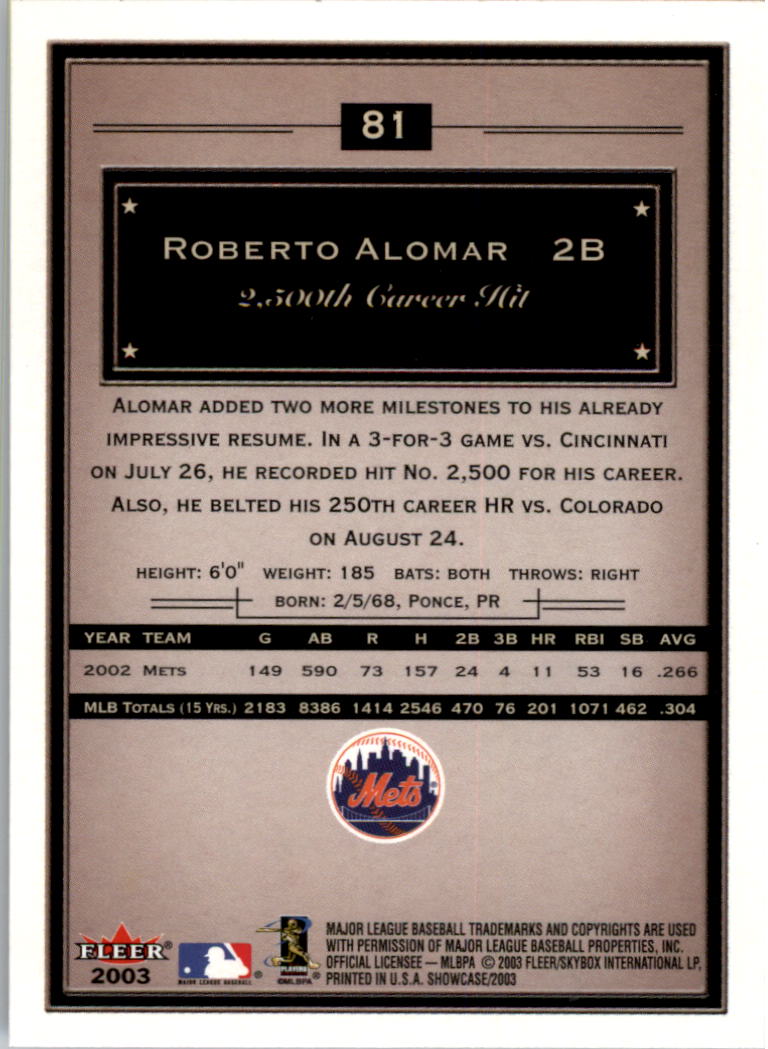 81
ROBERTO ALOMAR 2B
2,500th Career Hit
ALOMAR ADDED TWO MORE MILESTONES TO HIS ALREADY
IMPRESSIVE RESUME. IN A 3-FOR-3 GAME VS. CINCINNATI
ON JULY 26, HE RECORDED HIT NO. 2,500 FOR HIS CAREER.
ALSO, HE BELTED HIS 250TH CAREER HR VS. COLORADO
ON AUGUST 24.
HEIGHT: 6'0" WEIGHT: 185 BATS: BOTH THROWS: RIGHT
BORN: 2/5/68, PONCE, PR
YEAR TEAM G AB R H 2B 3B HR RBI SB AVG
2002 METS 149 590 73 157 24 4 11 53 16 .266
MLB TOTALS (15 YRS.) 2183 8386 1414 2546 470 76 201 1071 462 .304
Mets
FLEER®
2003
MAJOR LEAGUE BASEBALL ®
PLAYERS ®
©MLBPA
MAJOR LEAGUE BASEBALL TRADEMARKS AND COPYRIGHTS ARE USED
WITH PERMISSION OF MAJOR LEAGUE BASEBALL PROPERTIES, INC.
OFFICIAL LICENSEE — MLBPA © 2003 FLEER/SKYBOX INTERNATIONAL LP,
PRINTED IN U.S.A. SHOWCASE/2003